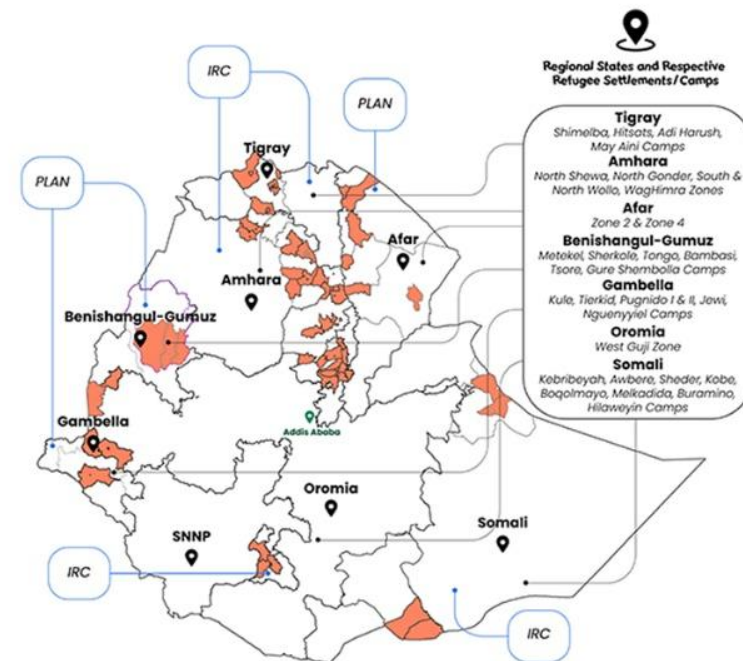 Regional States and Respective
Refugee Settlements/Camps
Tigray
Shimelba, Hitsats, Adi Harush,
May Aini Camps
Amhara
North Shewa, North Gonder, South &
North Wollo, WagHimra Zones
Afar
Zone 2 & Zone 4
Benishangul-Gumuz
Metekel, Sherkole, Tongo, Bambasi,
Tsore, Gure Shembolla Camps
Gambella
Kule, Tierkid, Pugnido I & II, Jewi,
Nguenyyiel Camps
Oromia
West Guji Zone
Somali
Kebribeyah, Awbere, Sheder, Kobe,
Boqolmayo, Melkadida, Buramino,
Hilaweyin Camps
IRC
PLAN
Tigray
PLAN
Afar
Amhara
Benishangul-Gumuz
Gambella
Addis Ababa
Oromia
Somali
SNNP
IRC
IRC